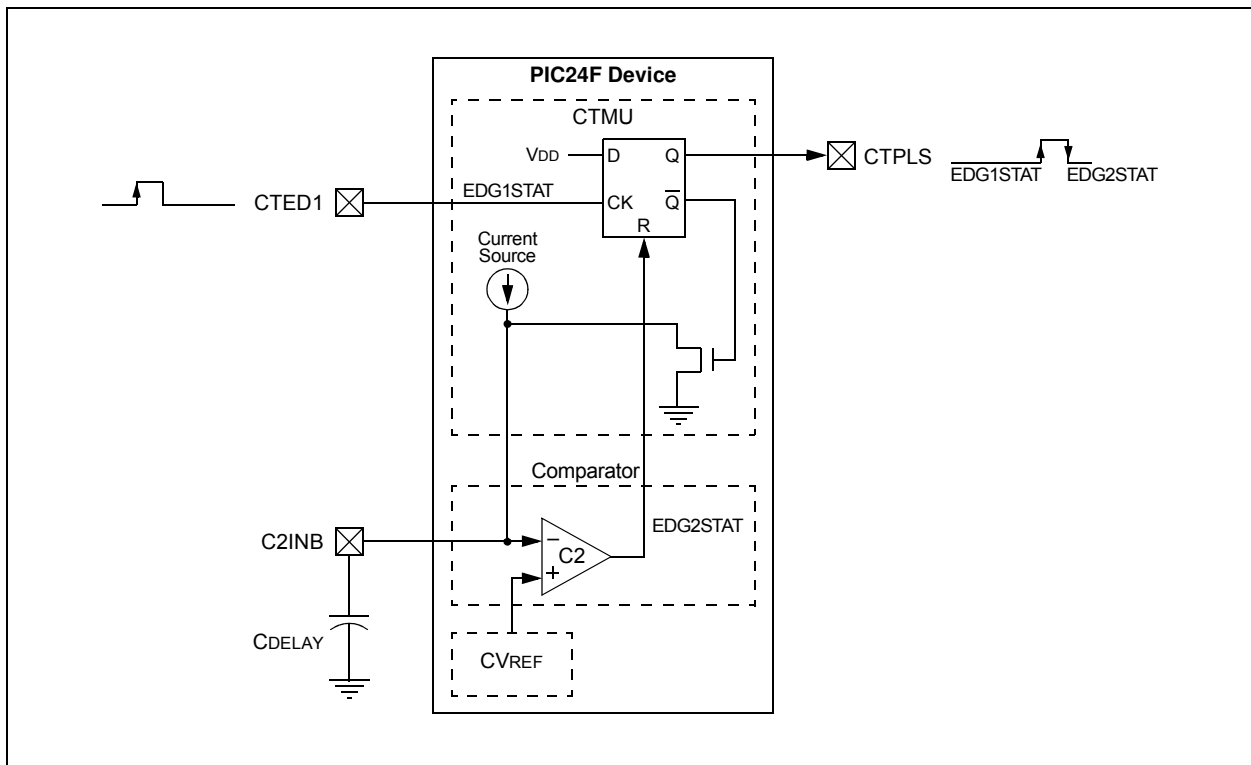 PIC24F Device
CTMU
VDD
D
Q
CTPLS
EDG1STAT
EDG2STAT
CTED1
EDG1STAT
CK
Q
R
Current
Source
Comparator
C2INB
−
C2
+
EDG2STAT
CDELAY
CVREF